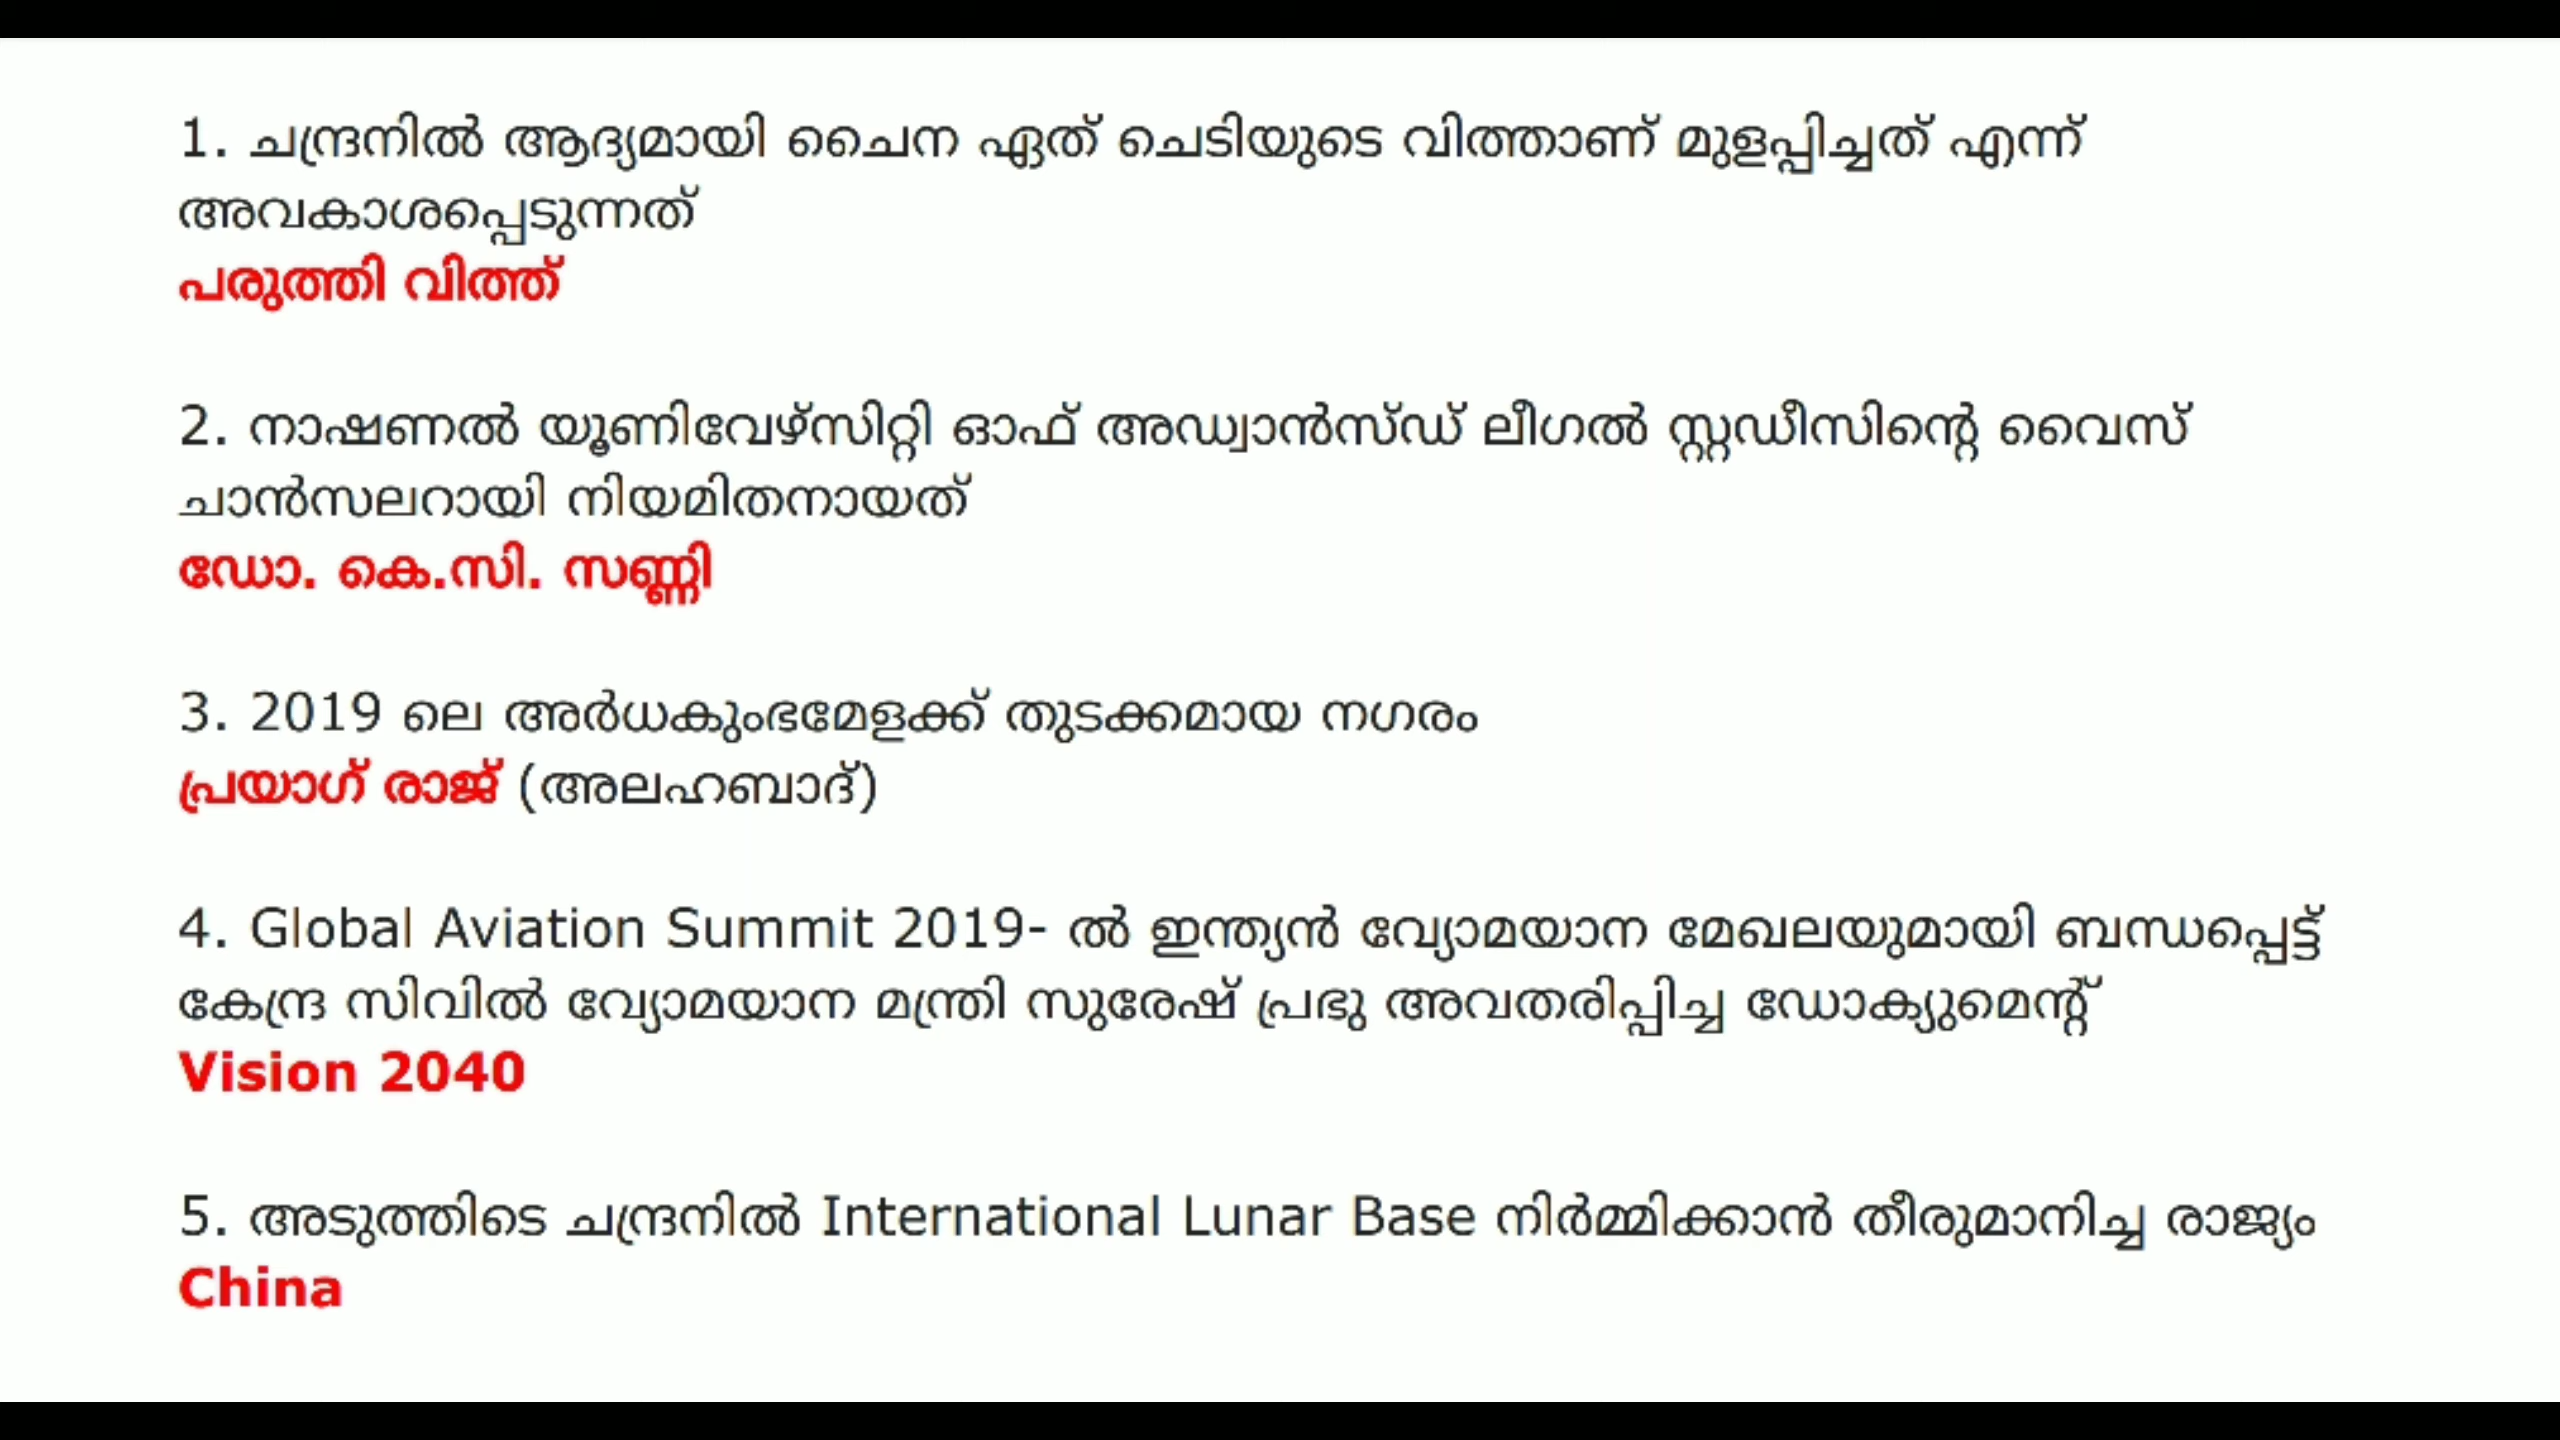 1. ചന്ദ്രനിൽ ആദ്യമായി ചൈന ഏത് ചെടിയുടെ വിത്താണ് മുളപ്പിച്ചത് എന്ന്
അവകാശപ്പെടുന്നത്
പരുത്തി വിത്ത്
2. നാഷണൽ യൂണിവേഴ്സിറ്റി ഓഫ് അഡ്വാൻസ്ഡ് ലീഗൽ സ്റ്റഡീസിന്റെ വൈസ്
ചാൻസലറായി നിയമിതനായത്
ഡോ. കെ.സി. സണ്ണി
3. 2019 ലെ അർധകുംഭമേളക്ക് തുടക്കമായ നഗരം
പ്രയാഗ് രാജ് (അലഹബാദ്)
4. Global Aviation Summit 2019- ൽ ഇന്ത്യൻ വ്യോമയാന മേഖലയുമായി ബന്ധപ്പെട്ട്
കേന്ദ്ര സിവിൽ വ്യോമയാന മന്ത്രി സുരേഷ് പ്രഭു അവതരിപ്പിച്ച ഡോക്യുമെന്റ്
Vision 2040
5. അടുത്തിടെ ചന്ദ്രനിൽ International Lunar Base നിർമ്മിക്കാൻ തീരുമാനിച്ച രാജ്യം
China